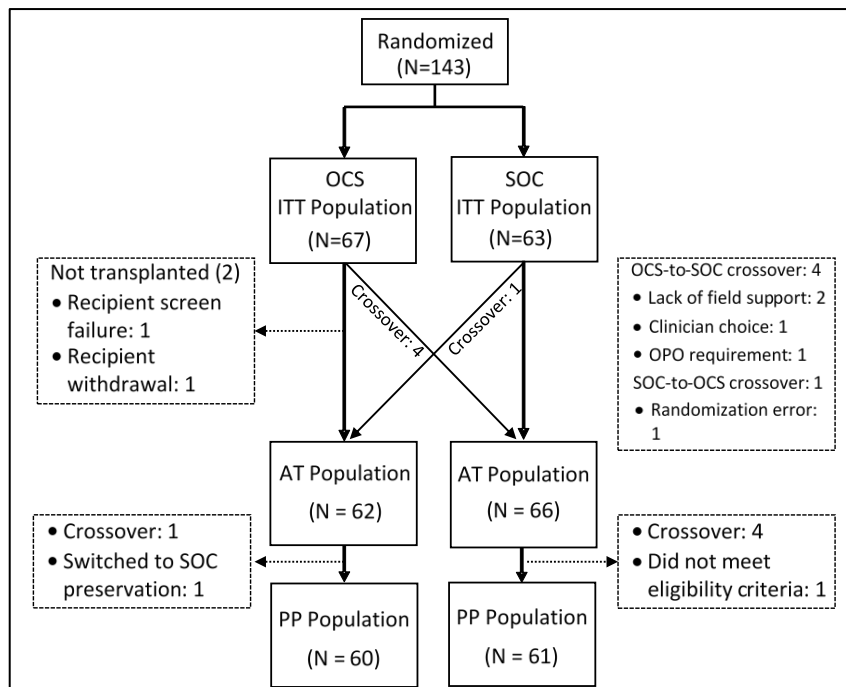 Randomized
(N=143)
OCS
ITT Population
(N=67)
SOC
ITT Population
(N=63)
Not transplanted (2)
• Recipient screen
failure: 1
• Recipient
withdrawal: 1
Crossover: 4
Crossover: 1
OCS-to-SOC crossover: 4
• Lack of field support: 2
• Clinician choice: 1
• OPO requirement: 1
SOC-to-OCS crossover: 1
• Randomization error:
1
AT Population
(N = 62)
AT Population
(N = 66)
• Crossover: 1
• Switched to SOC
preservation: 1
• Crossover: 4
• Did not meet
eligibility criteria: 1
PP Population
(N = 60)
PP Population
(N = 61)